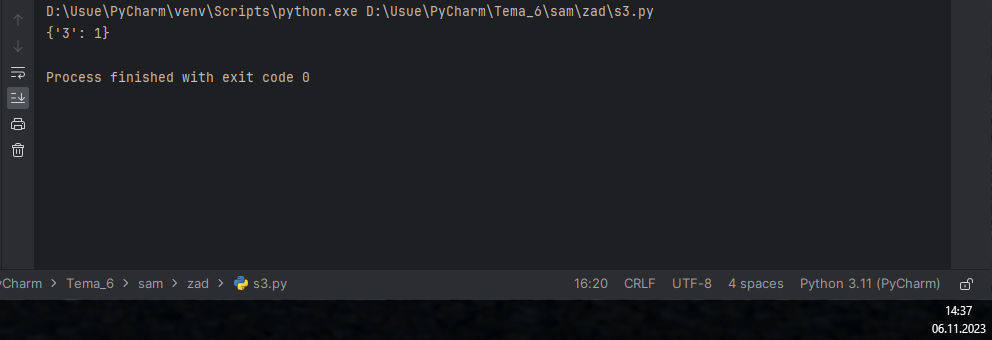 D:\Usue\PyCharm\venv\Scripts\python.exe D:\Usue\PyCharm\Tema_6\sam\zad\s3.py
{'3': 1}
Process finished with exit code 0
yCharm > Tema_6 > sam > zad > s3.py 16:20 CRLF UTF-8 4 spaces Python 3.11 (PyCharm)
14:37
06.11.2023